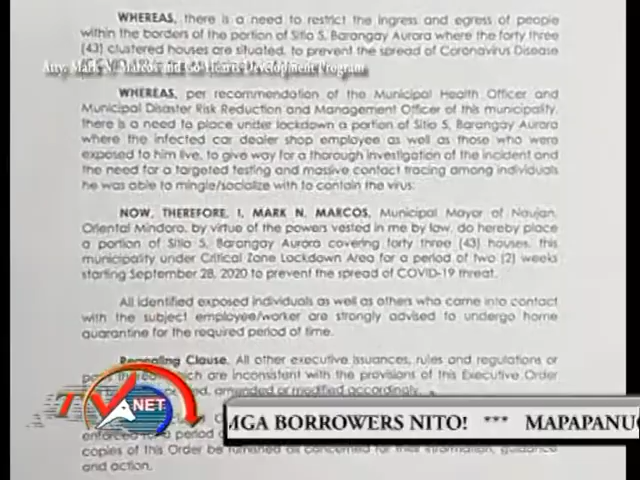 WHEREAS, there is a need to restrict the ingress and egress of people
within the borders of the portion of Sitio 5, Barangay Aurora where the forty three
(43) clustered houses are situated, to prevent the spread of Coronavirus Disease
Atty. Mark N. Marcos and Go Hearts Development Program
WHEREAS, per recommendation of the Municipal Health Officer and
Municipal Disaster Risk Reduction and Management Officer of this municipality,
there is a need to place under lockdown a portion of Sitio 5, Barangay Aurora
where the infected car dealer shop employee as well as those who were
exposed to him live, to give way for a thorough investigation of the incident and
the need for a targeted testing and massive contact tracing among individuals
he was able to mingle/socialize with to contain the virus;
NOW, THEREFORE, I, MARK N. MARCOS, Municipal Mayor of Naujan,
Oriental Mindoro, by virtue of the powers vested in me by law, do hereby place
a portion of Sitio 5, Barangay Aurora covering forty three (43) houses, this
municipality under Critical Zone Lockdown Area for a period of two (2) weeks
starting September 28, 2020 to prevent the spread of COVID-19 threat.
All identified exposed individuals as well as others who came into contact
with the subject employee/worker are strongly advised to undergo home
quarantine for the required period of time.
Repealing Clause. All other executive issuances, rules and regulations or
which are inconsistent with the provisions of this Executive Order
amended or modified accordingly.
TV NET
MGA BORROWERS NITO! *** MAPAPANUO
enforced a period
copies of this Order be furnished all concerned for their information, guidance
and action.